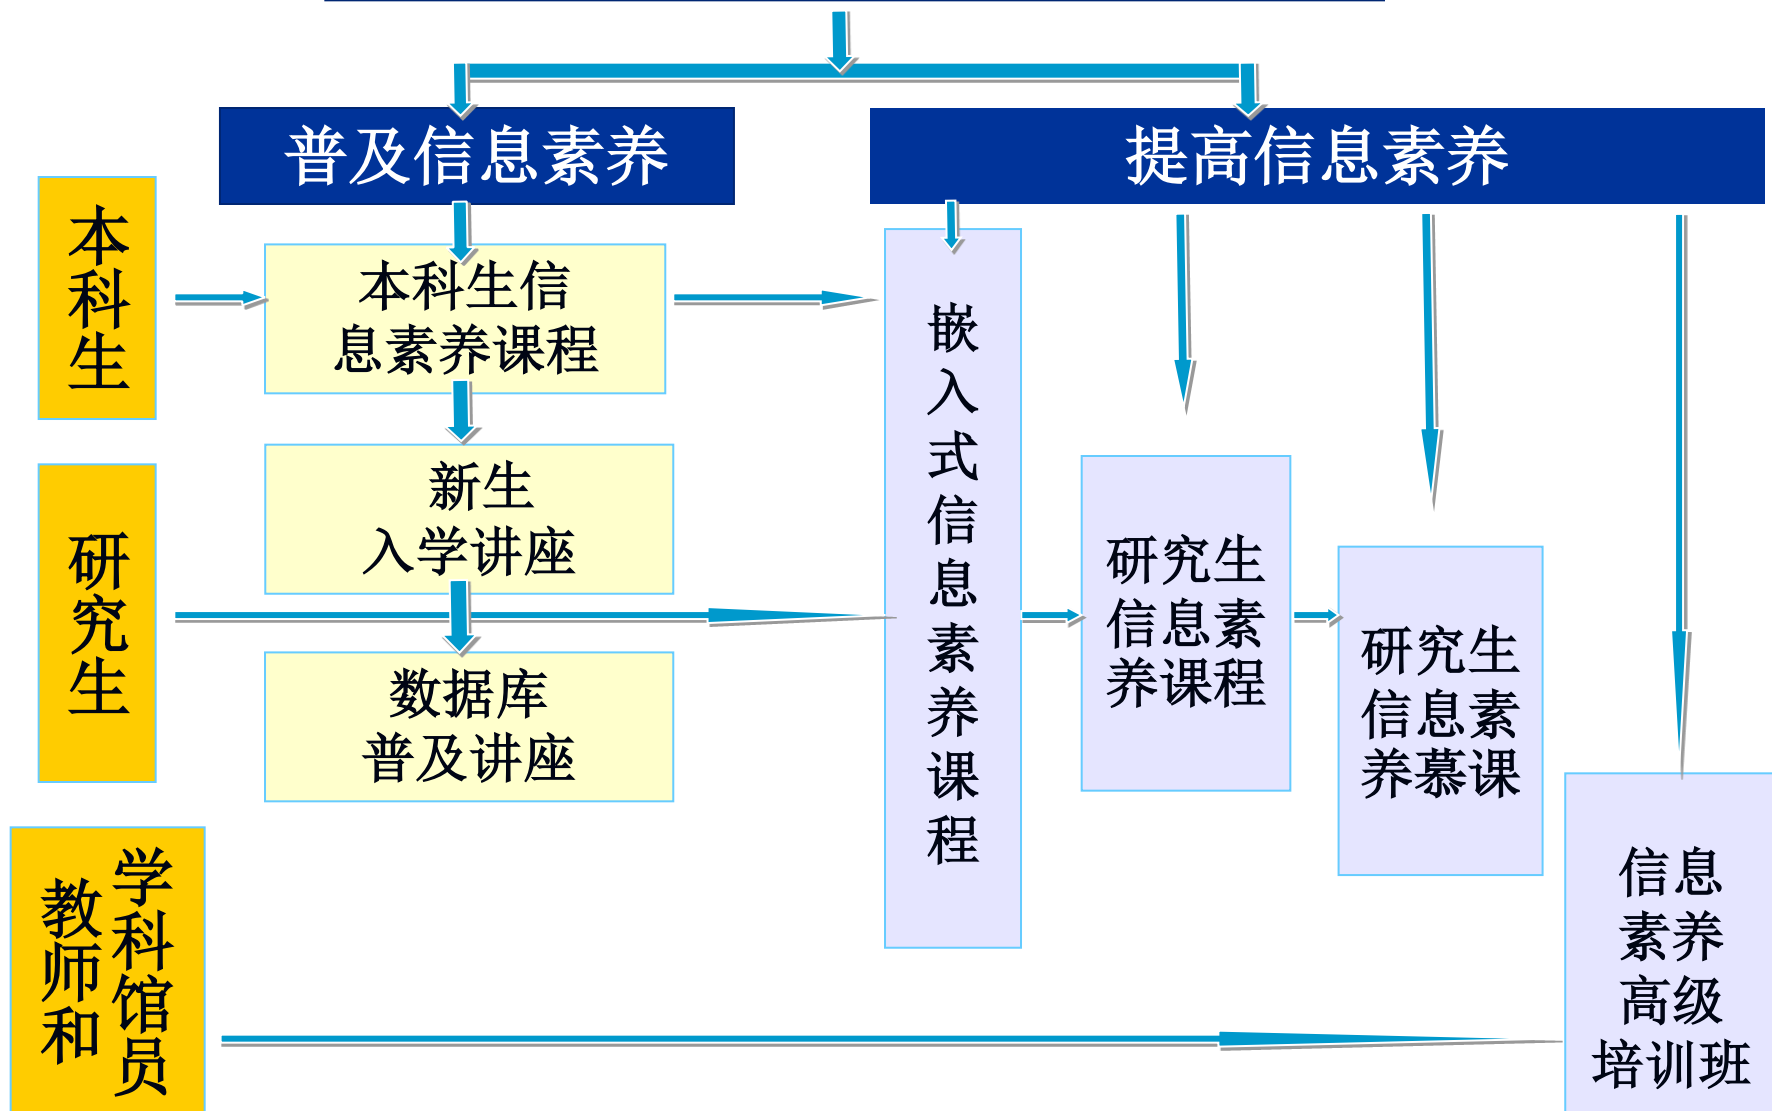 普及信息素养
提高信息素养
本科生
本科生信
息素养课程
新生
入学讲座
研究生
数据库
普及讲座
嵌入式信息素养课程
研究生
信息素
养课程
研究生
信息素
养慕课
教师和
学科馆员
信息
素养
高级
培训班